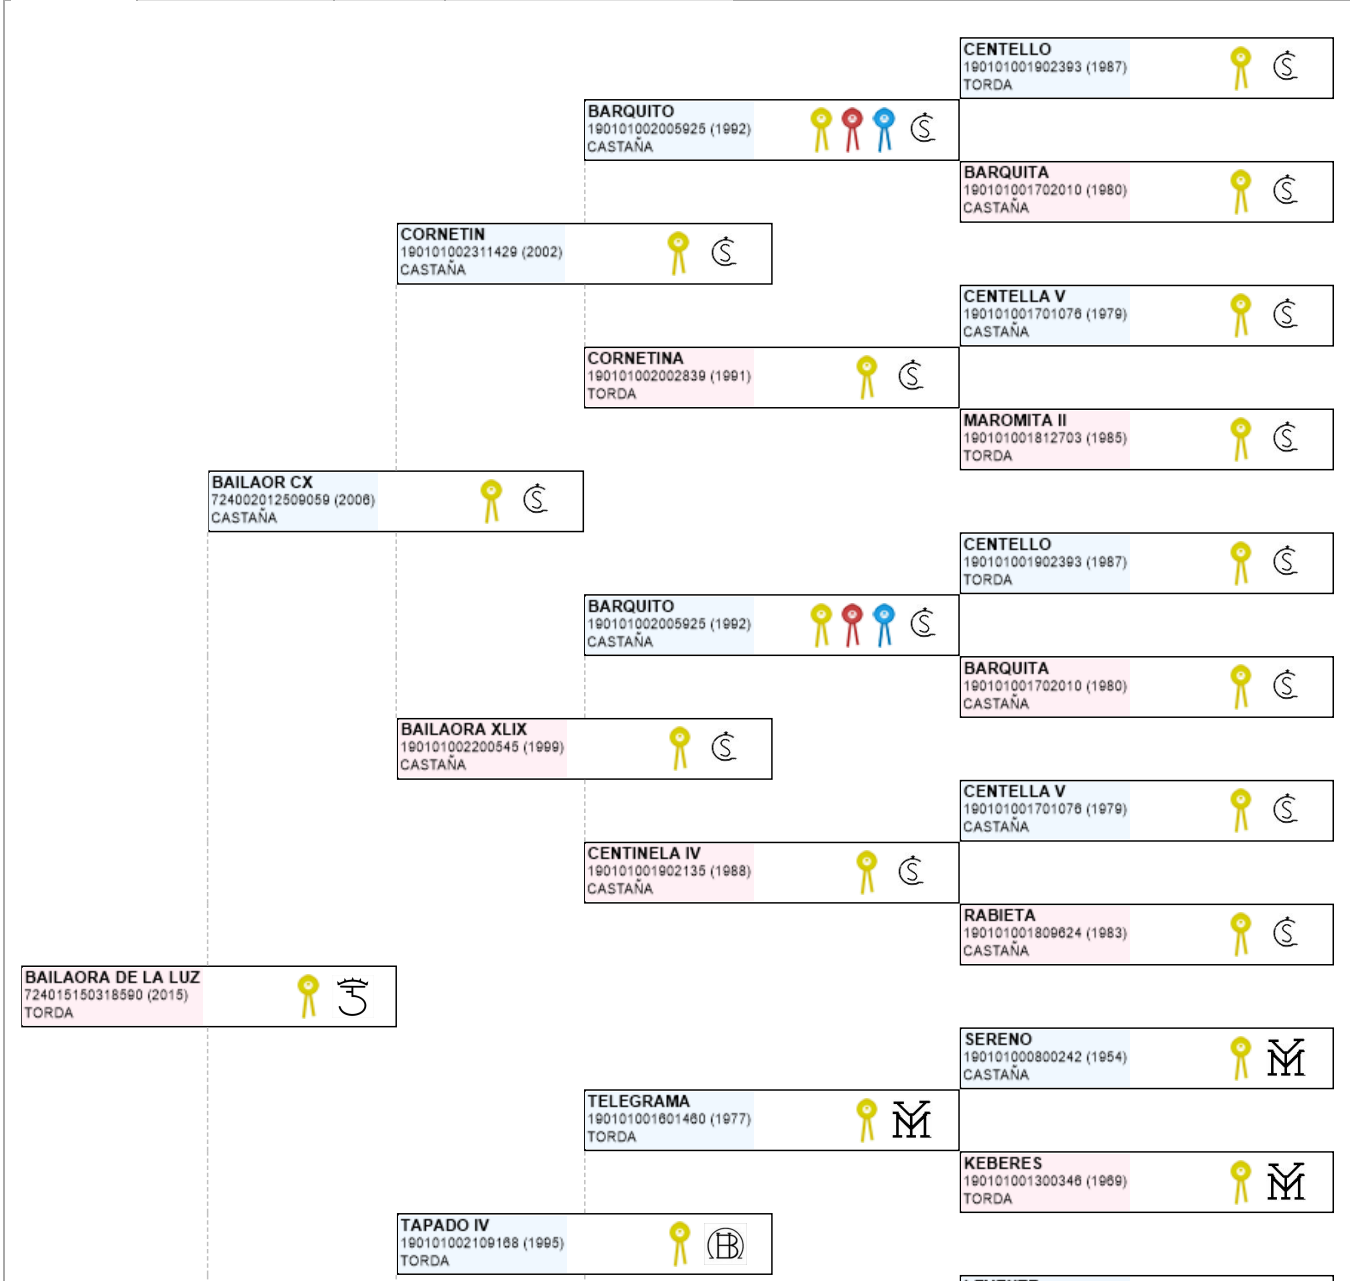 CENTELLO
190101001902393 (1987)
TORDA
BARQUITO
190101002005925 (1992)
CASTAÑA
BARQUITA
190101001702010 (1980)
CASTAÑA
CORNETIN
190101002311429 (2002)
CASTAÑA
CENTELLA V
190101001701076 (1979)
CASTAÑA
CORNETINA
190101002002839 (1991)
TORDA
MAROMITA II
190101001812703 (1985)
TORDA
BAILAOR CX
724002012509059 (2006)
CASTAÑA
CENTELLO
190101001902393 (1987)
TORDA
BARQUITO
190101002005925 (1992)
CASTAÑA
BARQUITA
190101001702010 (1980)
CASTAÑA
BAILAORA XLIX
190101002200545 (1999)
CASTAÑA
CENTELLA V
190101001701076 (1979)
CASTAÑA
CENTINELA IV
190101001902135 (1988)
CASTAÑA
RABIETA
190101001809624 (1983)
CASTAÑA
BAILAORA DE LA LUZ
724015150318590 (2015)
TORDA
SERENO
190101000800242 (1954)
CASTAÑA
TELEGRAMA
190101001601460 (1977)
TORDA
KEBERES
190101001300346 (1969)
TORDA
TAPADO IV
190101002109168 (1995)
TORDA